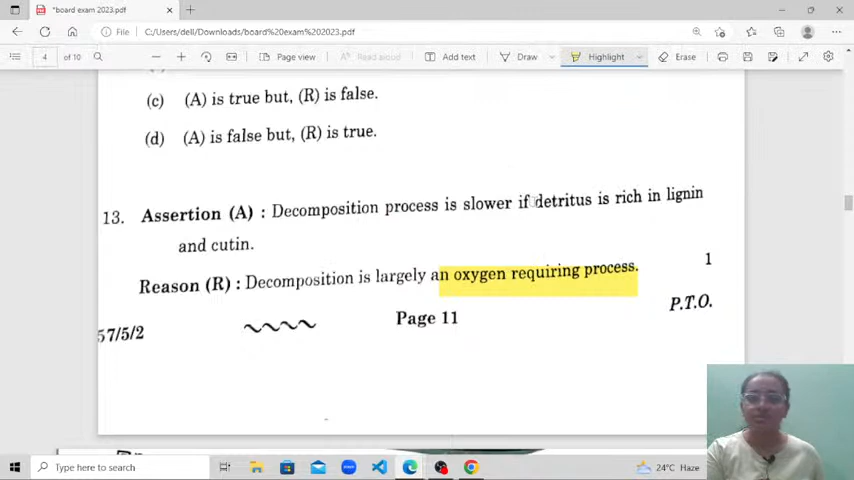 *board exam 2023.pdf
File
C:/Users/dell/Downloads/board%20exam%202023.pdf
4 of 10
Page view
Read aloud
Add text
Draw
Highlight
Erase
(c) (A) is true but, (R) is false.
(d) (A) is false but, (R) is true.
13. Assertion (A) : Decomposition process is slower if detritus is rich in lignin
and cutin.
1
Reason (R) : Decomposition is largely an oxygen requiring process.
57/5/2
Page 11
P.T.O.
Type here to search
24°C Haze